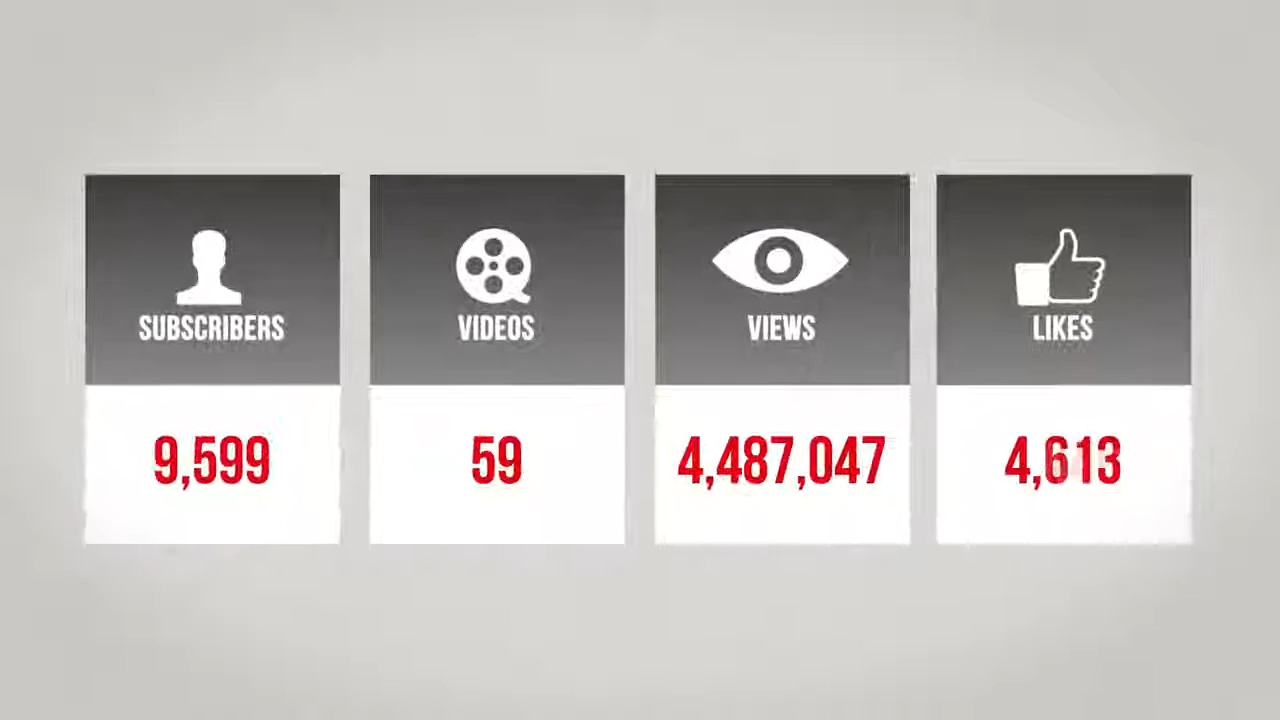 SUBSCRIBERS
9,599
VIDEOS
59
VIEWS
4,487,047
LIKES
4,613